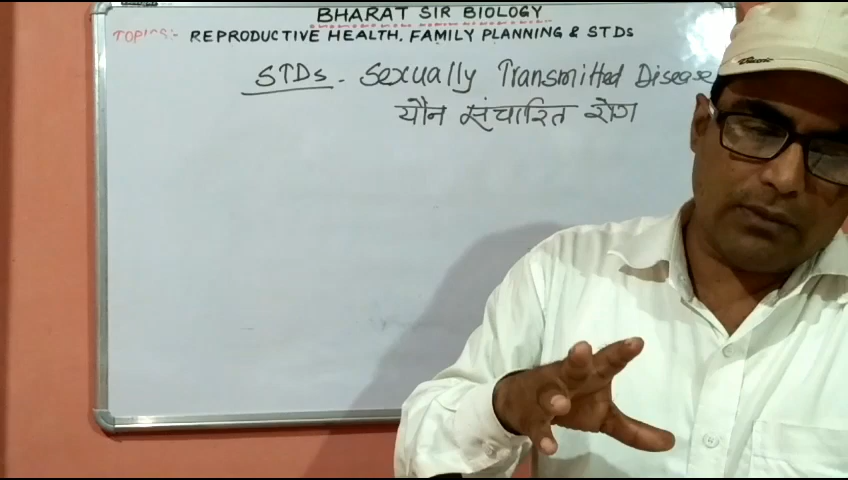 BHARAT SIR BIOLOGY
TOPICS:- REPRODUCTIVE HEALTH, FAMILY PLANNING & STDs
STDs - Sexually Transmitted Disease
यौन संचारित रोग